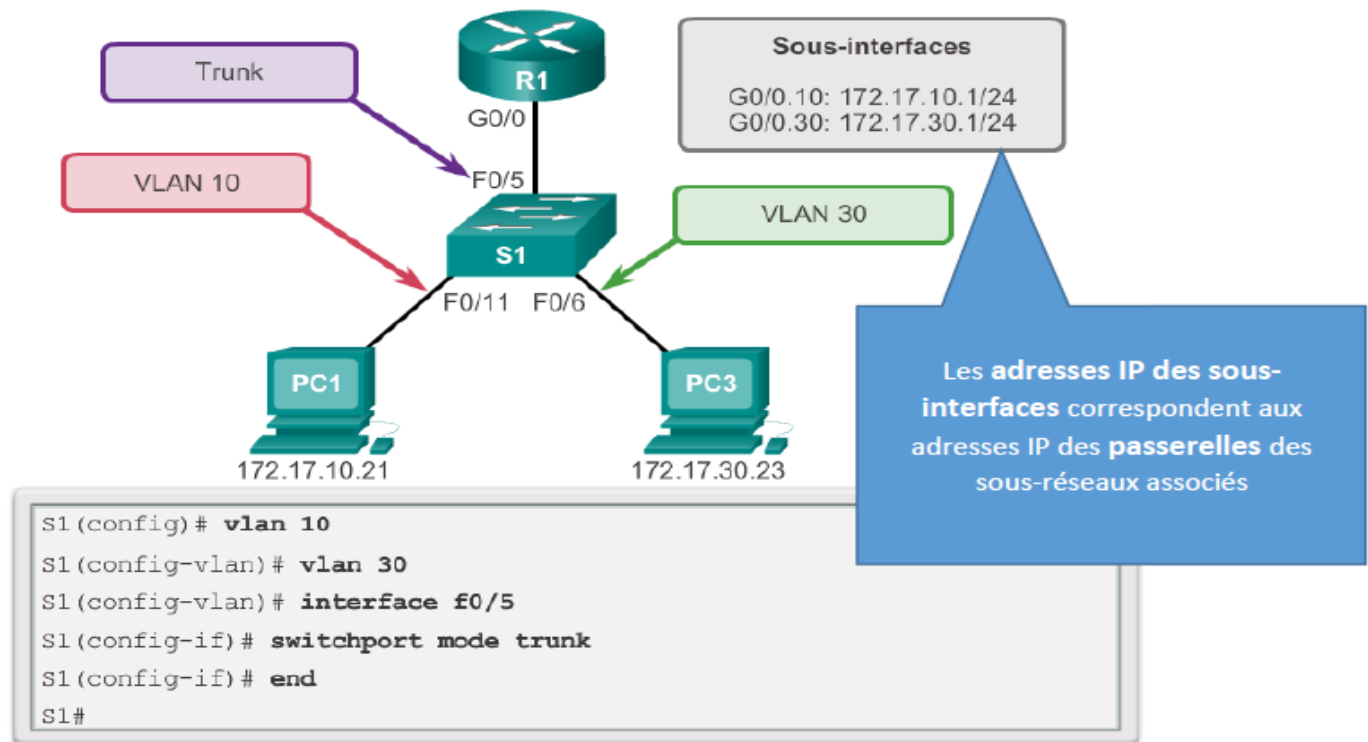 Trunk
R1
G0/0
Sous-interfaces
G0/0.10: 172.17.10.1/24
G0/0.30: 172.17.30.1/24
VLAN 10
F0/5
VLAN 30
S1
F0/11 F0/6
PC1
PC3
172.17.10.21
172.17.30.23
Les adresses IP des sous-
interfaces correspondent aux
adresses IP des passerelles des
sous-réseaux associés
S1(config)# vlan 10
S1(config-vlan)# vlan 30
S1(config-vlan)# interface f0/5
S1(config-if)# switchport mode trunk
S1(config-if)# end
S1#